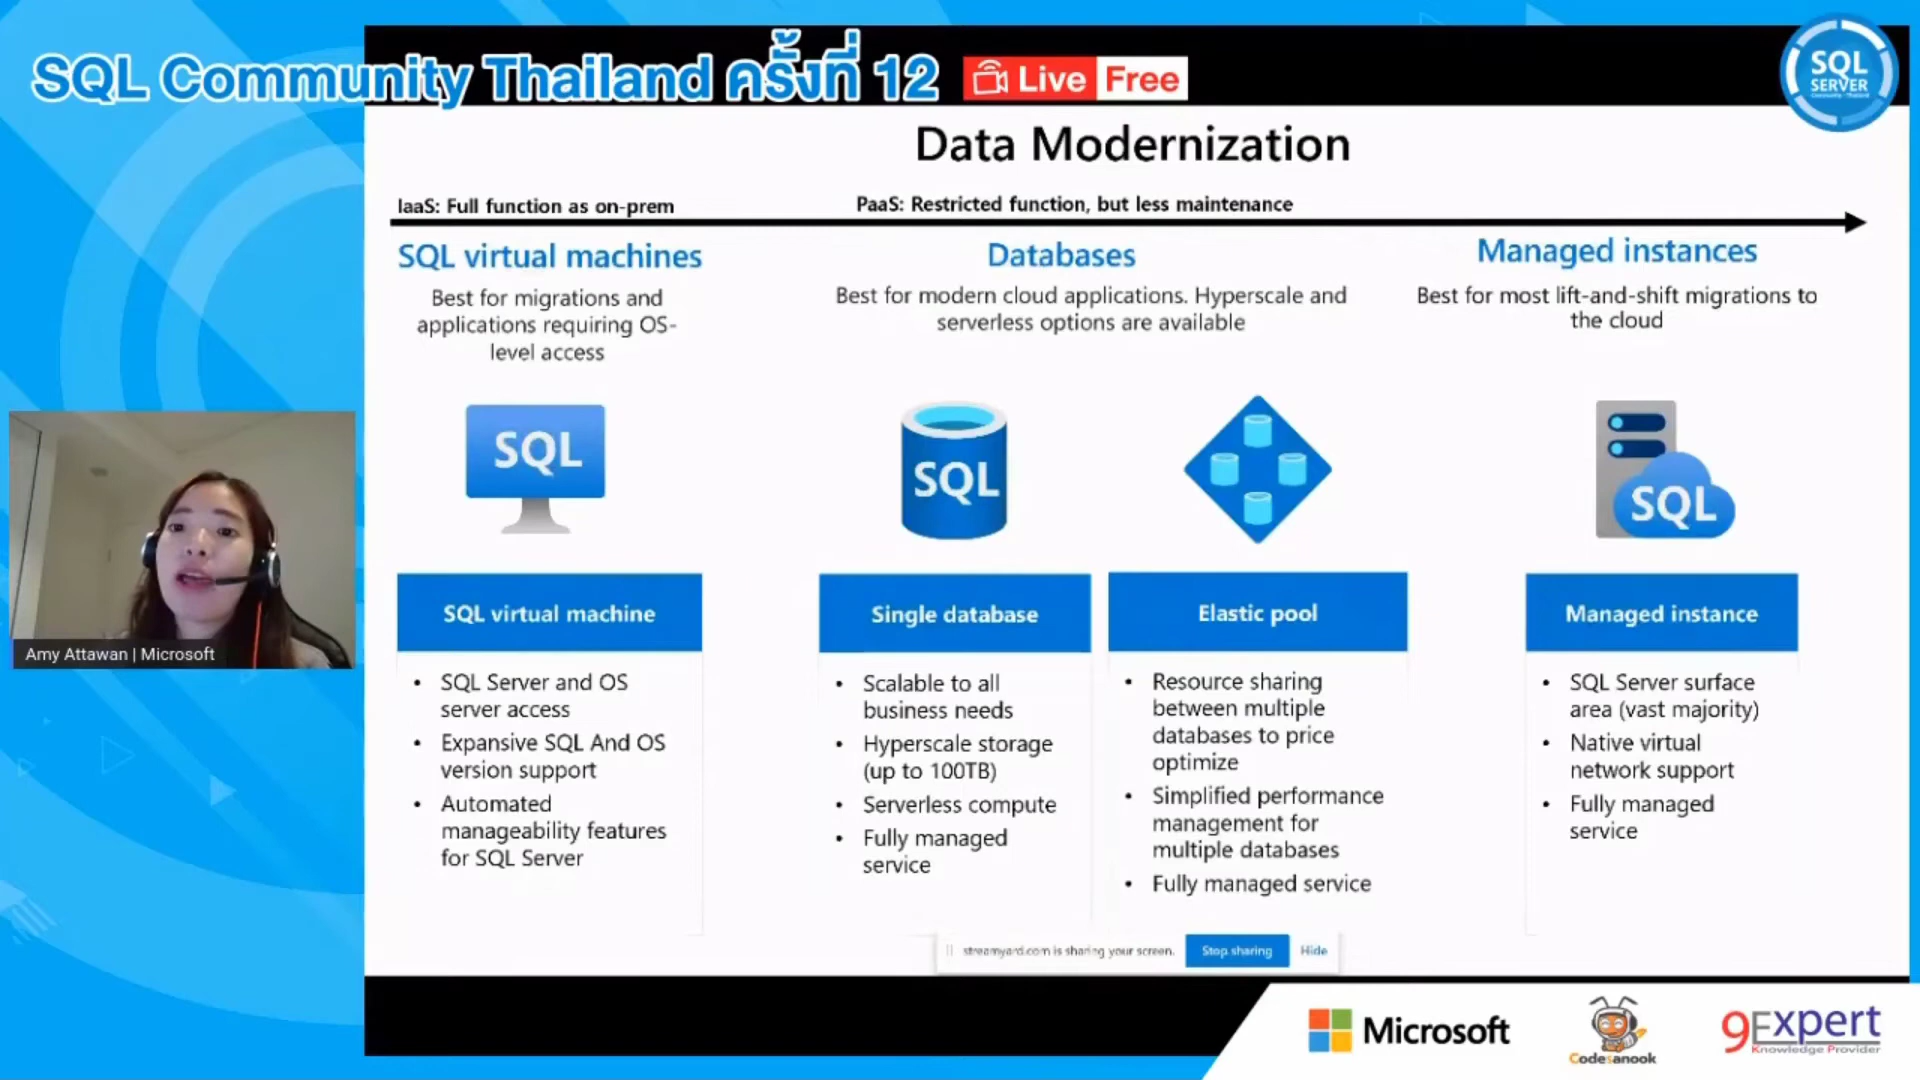 SQL Community Thailand ครั้งที่ 12
Live Free
SQL
SERVER
Data Modernization
IaaS: Full function as on-prem
PaaS: Restricted function, but less maintenance
SQL virtual machines
Best for migrations and
applications requiring OS-
level access
Databases
Best for modern cloud applications. Hyperscale and
serverless options are available
Managed instances
Best for most lift-and-shift migrations to
the cloud
SQL
SQL
SQL
SQL virtual machine
• SQL Server and OS
server access
• Expansive SQL And OS
version support
• Automated
manageability features
for SQL Server
Single database
• Scalable to all
business needs
• Hyperscale storage
(up to 100TB)
• Serverless compute
• Fully managed
service
Elastic pool
• Resource sharing
between multiple
databases to price
optimize
• Simplified performance
management for
multiple databases
• Fully managed service
Managed instance
• SQL Server surface
area (vast majority)
• Native virtual
network support
• Fully managed
service
Amy Attawan | Microsoft
streamyard.com is sharing your screen.
Stop sharing
Hide
Microsoft
Codesanook
9Expert
Knowledge Provider